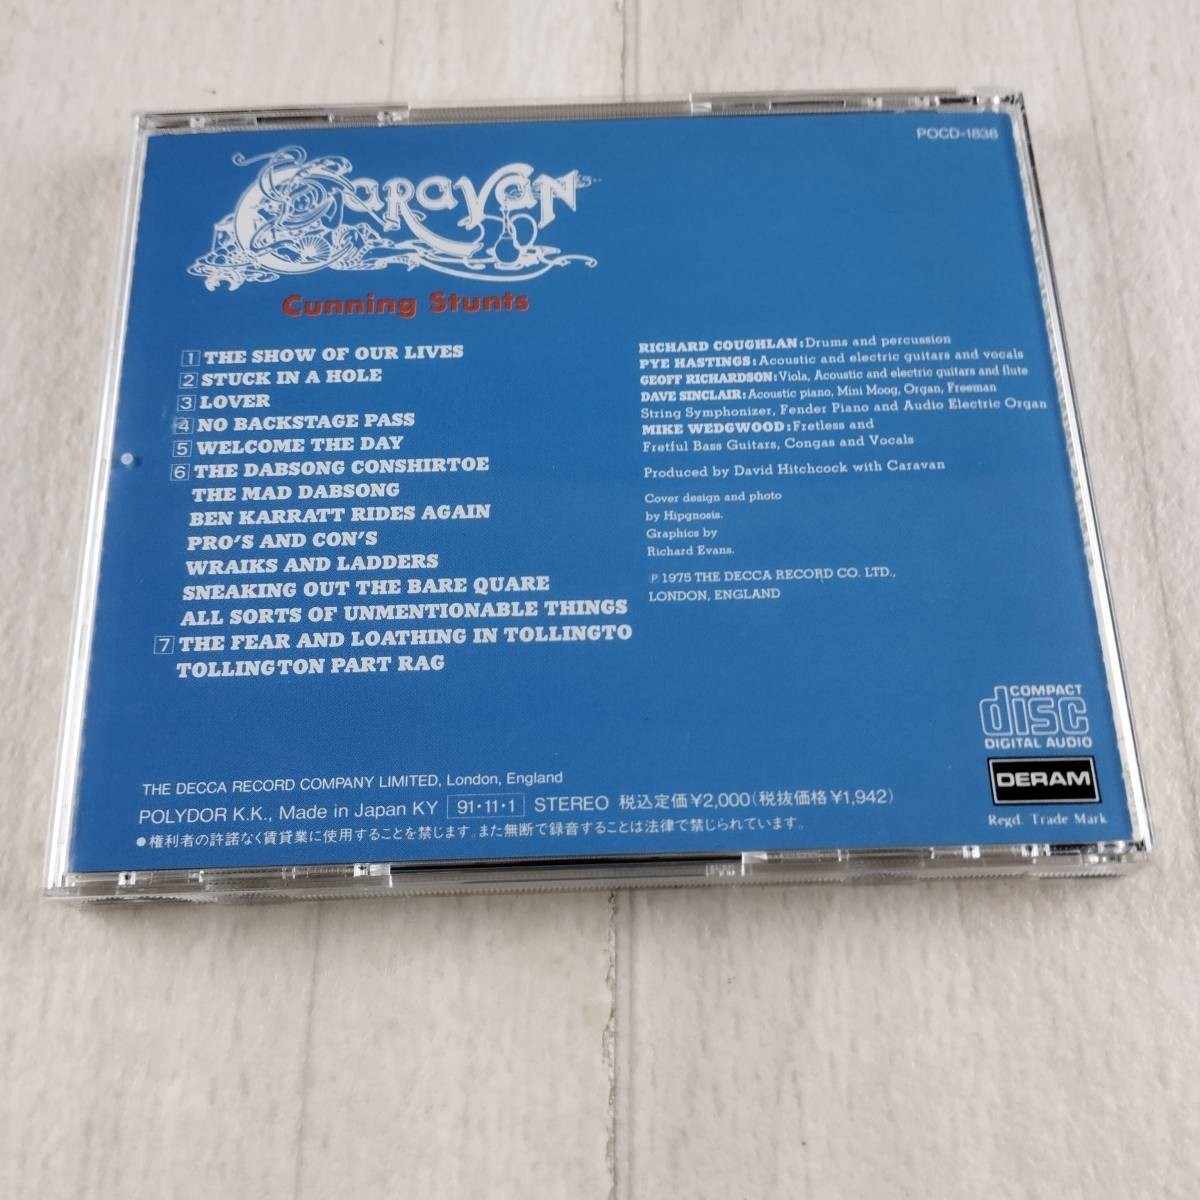 POCD-1838
CARAVAN
Cunning Stunts
1 THE SHOW OF OUR LIVES
2 STUCK IN A HOLE
3 LOVER
4 NO BACKSTAGE PASS
5 WELCOME THE DAY
6 THE DABSONG CONSHIRTOE
THE MAD DABSONG
BEN KARRATT RIDES AGAIN
PRO'S AND CON'S
WRAIKS AND LADDERS
SNEAKING OUT THE BARE QUARE
ALL SORTS OF UNMENTIONABLE THINGS
7 THE FEAR AND LOATHING IN TOLLINGTO
TOLLINGTON PART RAG
RICHARD COUGHLAN: Drums and percussion
PYE HASTINGS: Acoustic and electric guitars and vocals
GEOFF RICHARDSON: Viola, Acoustic and electric guitars and flute
DAVE SINCLAIR: Acoustic piano, Mini Moog, Organ, Freeman
String Symphonizer, Fender Piano and Audio Electric Organ
MIKE WEDGWOOD: Fretless and
Fretful Bass Guitars, Congas and Vocals
Produced by David Hitchcock with Caravan
Cover design and photo
by Hipgnosis.
Graphics by
Richard Evans.
℗ 1975 THE DECCA RECORD CO. LTD.,
LONDON, ENGLAND
COMPACT
disc
DIGITAL AUDIO
DERAM
Regd. Trade Mark
THE DECCA RECORD COMPANY LIMITED, London, England
POLYDOR K.K., Made in Japan KY 91·11·1 STEREO 税込定価¥2,000(税抜価格¥1,942)
●権利者の許諾なく賃貸業に使用することを禁じます。また無断で録音することは法律で禁じられています。